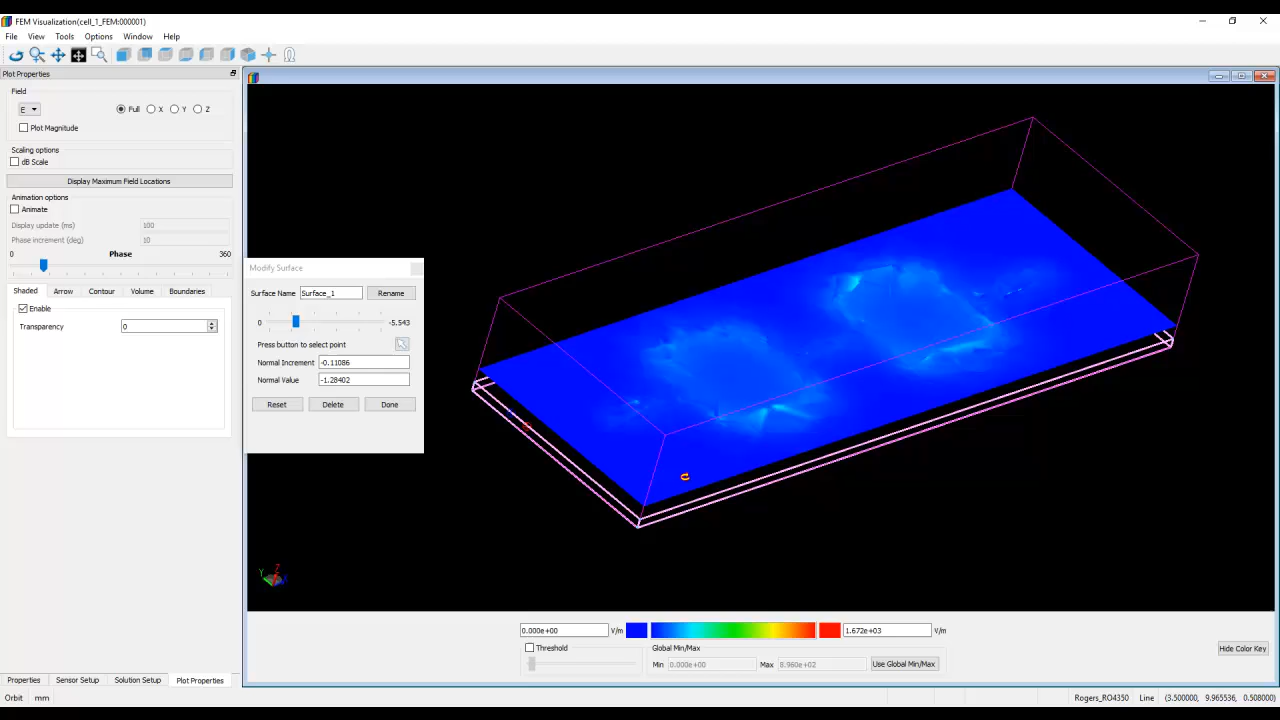 FEM Visualization(cell_1_FEM:000001)
File View Tools Options Window Help
Plot Properties
Field
E
Full X Y Z
Plot Magnitude
Scaling options
dB Scale
Display Maximum Field Locations
Animation options
Animate
Display update (ms) 100
Phase increment (deg) 10
0 Phase 360
Shaded Arrow Contour Volume Boundaries
Enable
Transparency 0
Modify Surface
Surface Name Surface_1 Rename
0 -5.543
Press button to select point
Normal Increment -0.11086
Normal Value -1.28402
Reset Delete Done
Y Z
0.000e+00 V/m 1.672e+03 V/m
Threshold
Global Min/Max
Min 0.000e+00 Max 8.960e+02 Use Global Min/Max
Hide Color Key
Properties Sensor Setup Solution Setup Plot Properties
Orbit mm Rogers_RO4350 Line (3.500000, 9.965536, 0.508000)